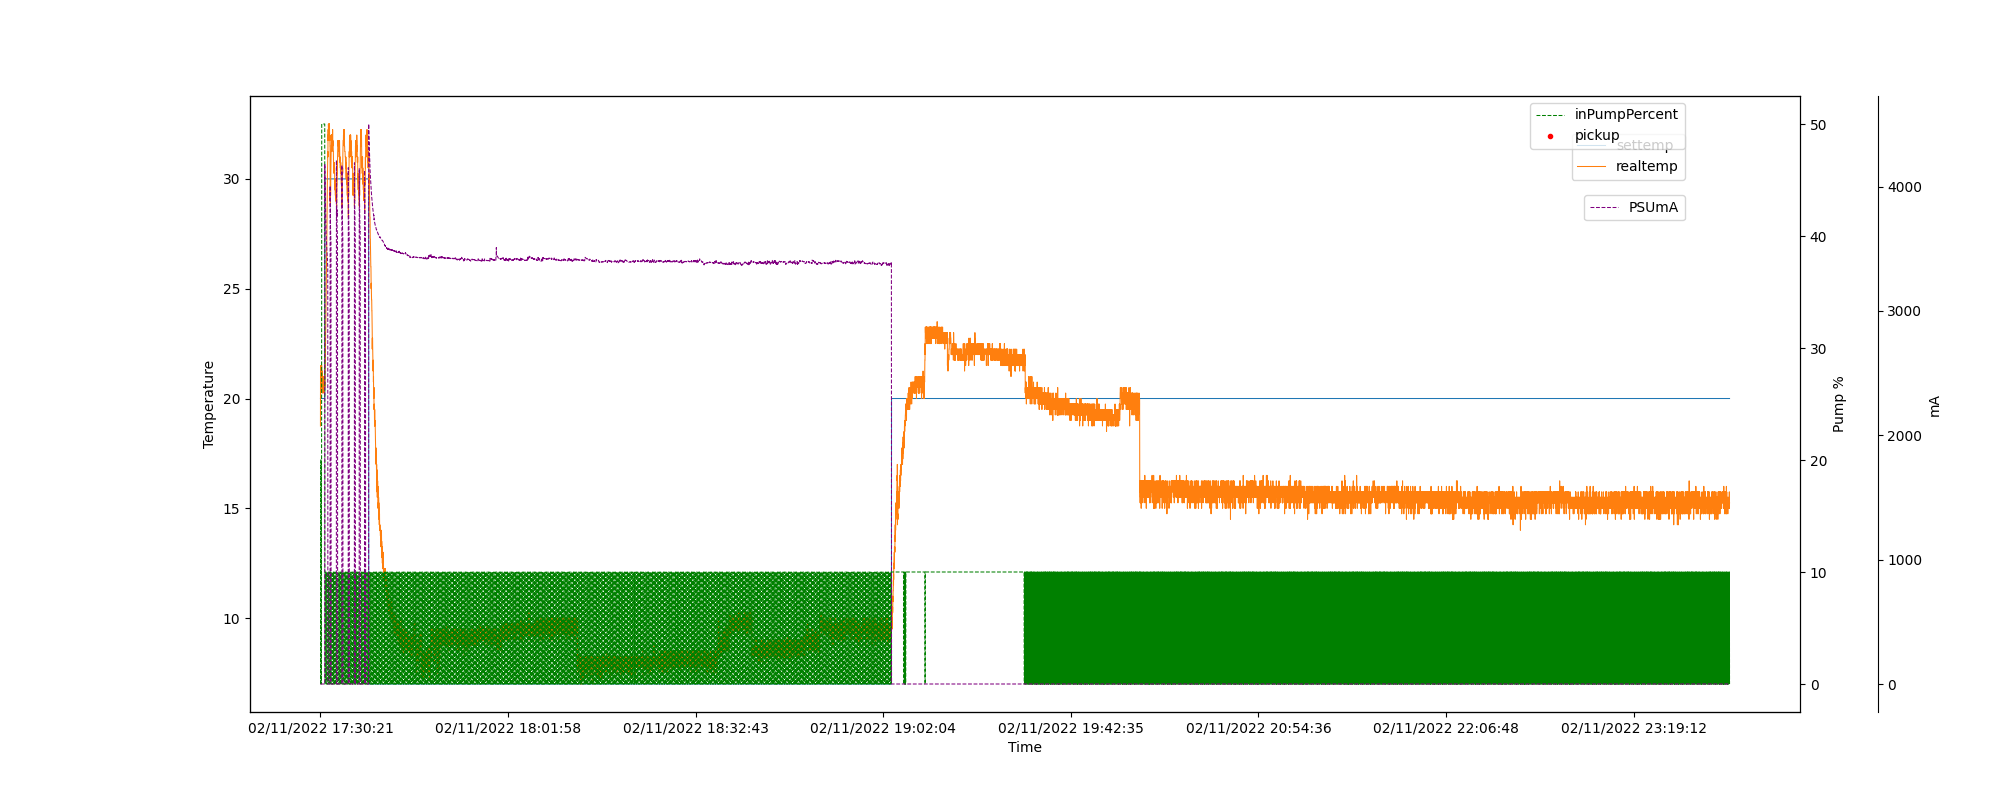 inPumpPercent
pickup
settemp
realtemp
PSUmA
30
25
20
15
10
Temperature
50
40
30
20
10
0
Pump %
4000
3000
2000
1000
0
mA
02/11/2022 17:30:21
02/11/2022 18:01:58
02/11/2022 18:32:43
02/11/2022 19:02:04
02/11/2022 19:42:35
02/11/2022 20:54:36
02/11/2022 22:06:48
02/11/2022 23:19:12
Time